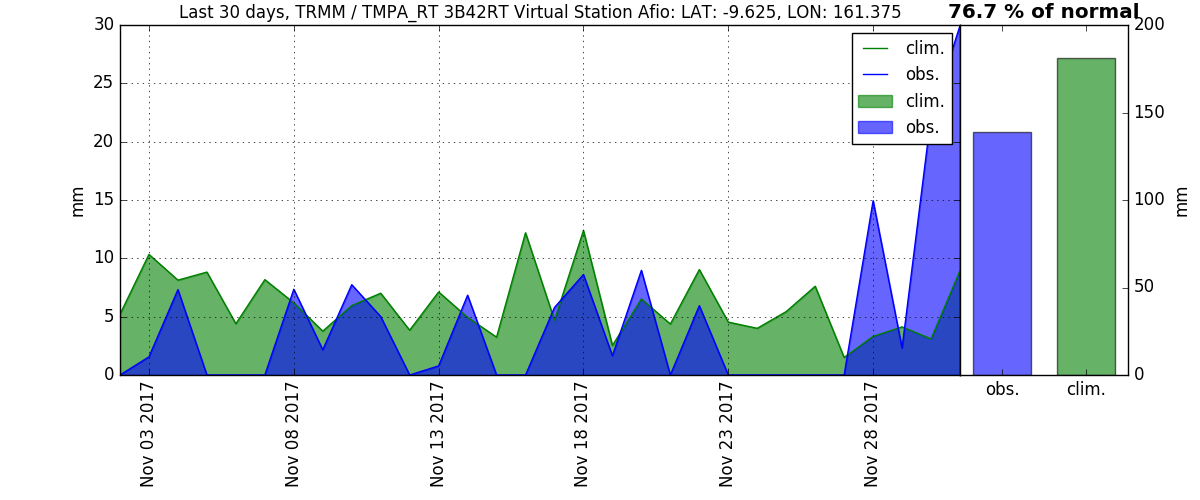 Last 30 days, TRMM / TMPA_RT 3B42RT Virtual Station Afio: LAT: -9.625, LON: 161.375
76.7 % of normal
30
25
20
15
10
5
0
mm
clim.
obs.
clim.
obs.
Nov 03 2017
Nov 08 2017
Nov 13 2017
Nov 18 2017
Nov 23 2017
Nov 28 2017
200
150
100
50
0
mm
obs.
clim.